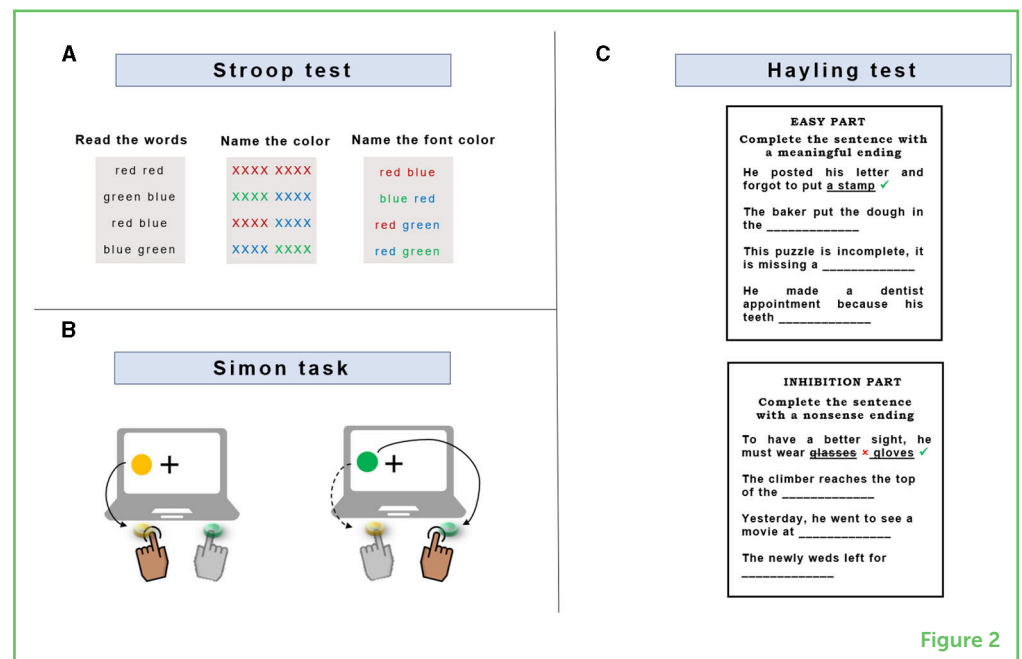 A
Stroop test
Read the words
red red
green blue
red blue
blue green
Name the color
XXXX XXXX
XXXX XXXX
XXXX XXXX
XXXX XXXX
Name the font color
red blue
blue red
red green
red green
B
Simon task
C
Hayling test
EASY PART
Complete the sentence with
a meaningful ending
He posted his letter and
forgot to put a stamp ✓
The baker put the dough in
the _____________
This puzzle is incomplete, it
is missing a _____________
He made a dentist
appointment because his
teeth _____________
INHIBITION PART
Complete the sentence
with a nonsense ending
To have a better sight, he
must wear glasses × gloves ✓
The climber reaches the top
of the _____________
Yesterday, he went to see a
movie at _____________
The newly weds left for
_____________
Figure 2